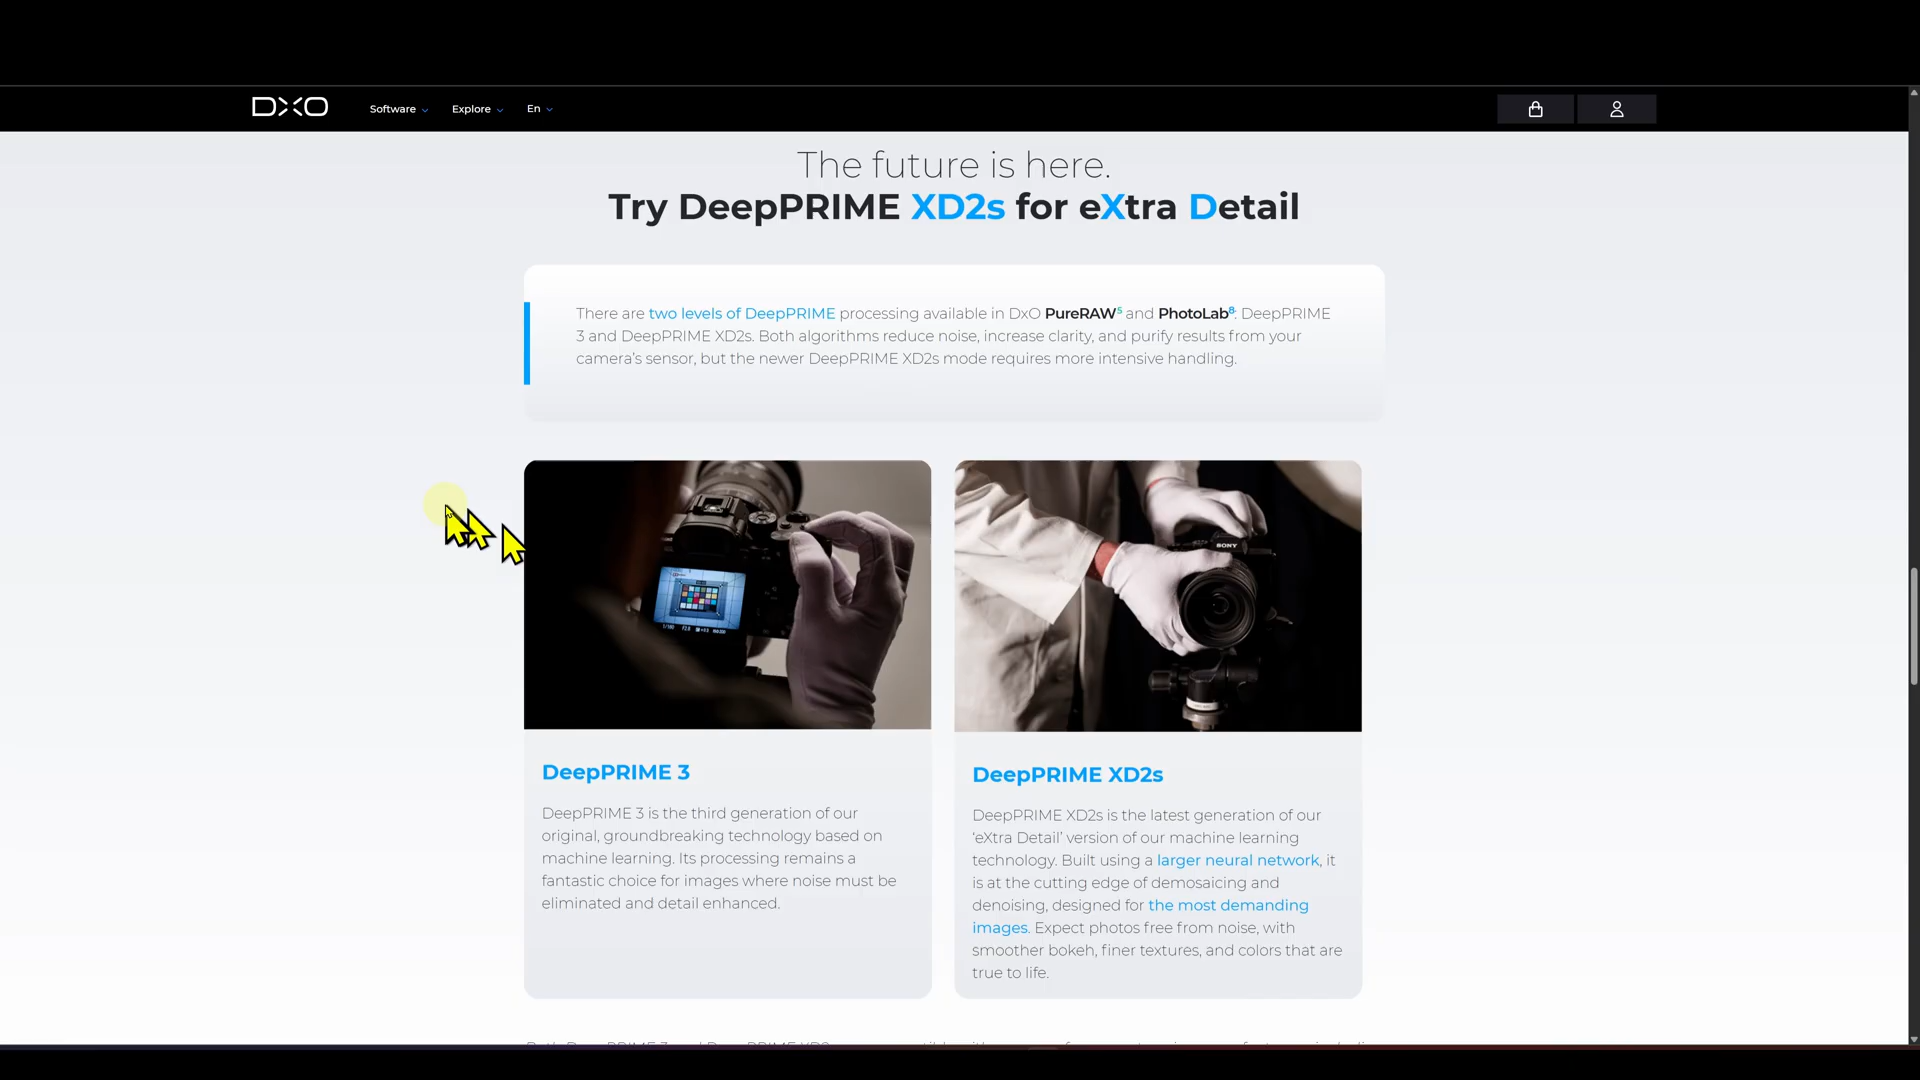 DXO
Software
Explore
En
The future is here.
Try DeepPRIME XD2s for eXtra Detail
There are two levels of DeepPRIME processing available in DxO PureRAW5 and PhotoLab8: DeepPRIME
3 and DeepPRIME XD2s. Both algorithms reduce noise, increase clarity, and purify results from your
camera's sensor, but the newer DeepPRIME XD2s mode requires more intensive handling.
SONY
DeepPRIME 3
DeepPRIME 3 is the third generation of our
original, groundbreaking technology based on
machine learning. Its processing remains a
fantastic choice for images where noise must be
eliminated and detail enhanced.
DeepPRIME XD2s
DeepPRIME XD2s is the latest generation of our
‘eXtra Detail’ version of our machine learning
technology. Built using a larger neural network, it
is at the cutting edge of demosaicing and
denoising, designed for the most demanding
images. Expect photos free from noise, with
smoother bokeh, finer textures, and colors that are
true to life.